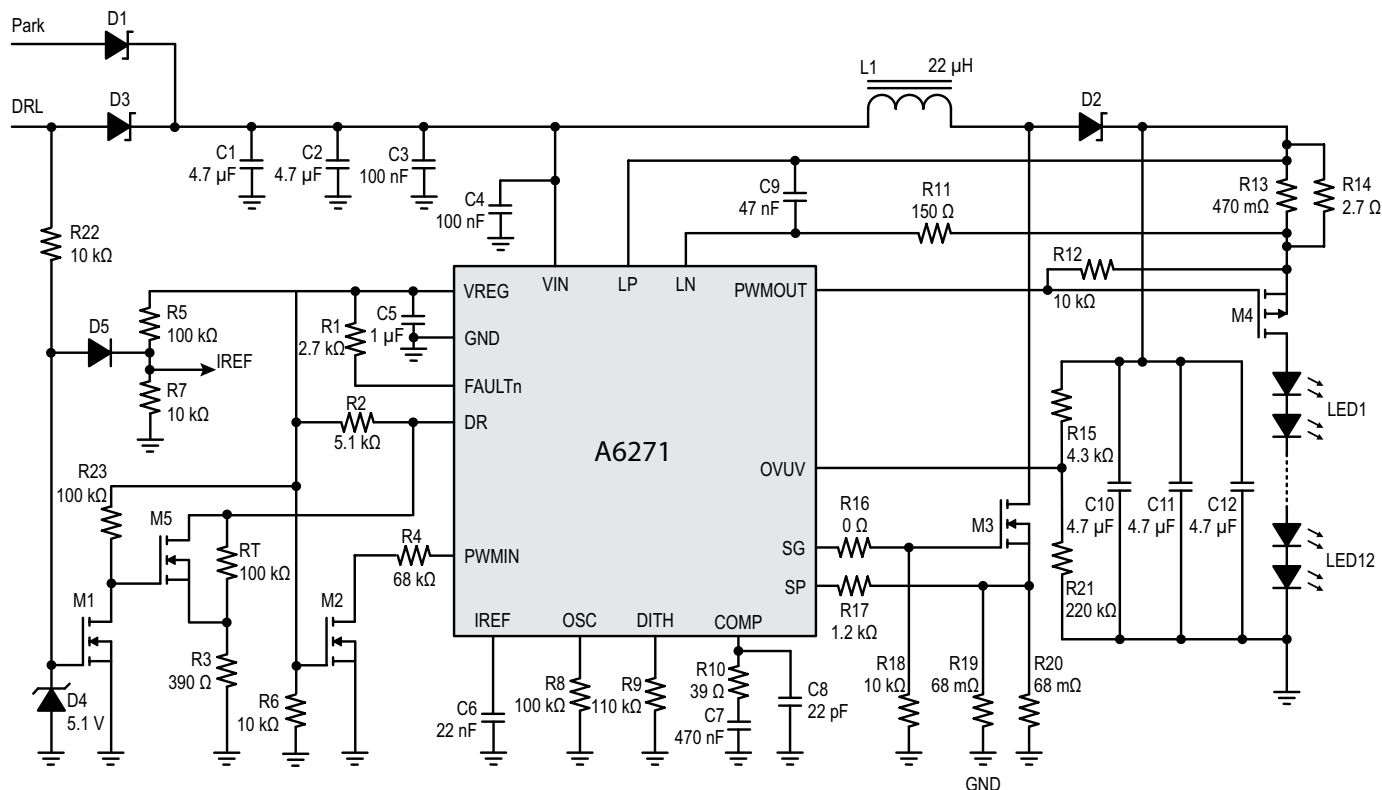 Park
D1
DRL
D3
C1
4.7 µF
C2
4.7 µF
C3
100 nF
C4
100 nF
L1
22 µH
D2
C9
47 nF
R11
150 Ω
R13
470 mΩ
R14
2.7 Ω
R12
10 kΩ
M4
LED1
LED12
R22
10 kΩ
D5
R5
100 kΩ
IREF
R7
10 kΩ
R1
2.7 kΩ
C5
1 µF
R2
5.1 kΩ
R23
100 kΩ
M5
RT
100 kΩ
R4
68 kΩ
M1
M2
R3
390 Ω
D4
5.1 V
R6
10 kΩ
VREG
GND
FAULTn
DR
PWMIN
VIN
LP
LN
PWMOUT
A6271
OVUV
SG
SP
IREF
OSC
DITH
COMP
R15
4.3 kΩ
C10
4.7 µF
C11
4.7 µF
C12
4.7 µF
R16
0 Ω
M3
R17
1.2 kΩ
R21
220 kΩ
C6
22 nF
R8
100 kΩ
R9
110 kΩ
R10
39 Ω
C7
470 nF
C8
22 pF
R18
10 kΩ
R19
68 mΩ
R20
68 mΩ
GND